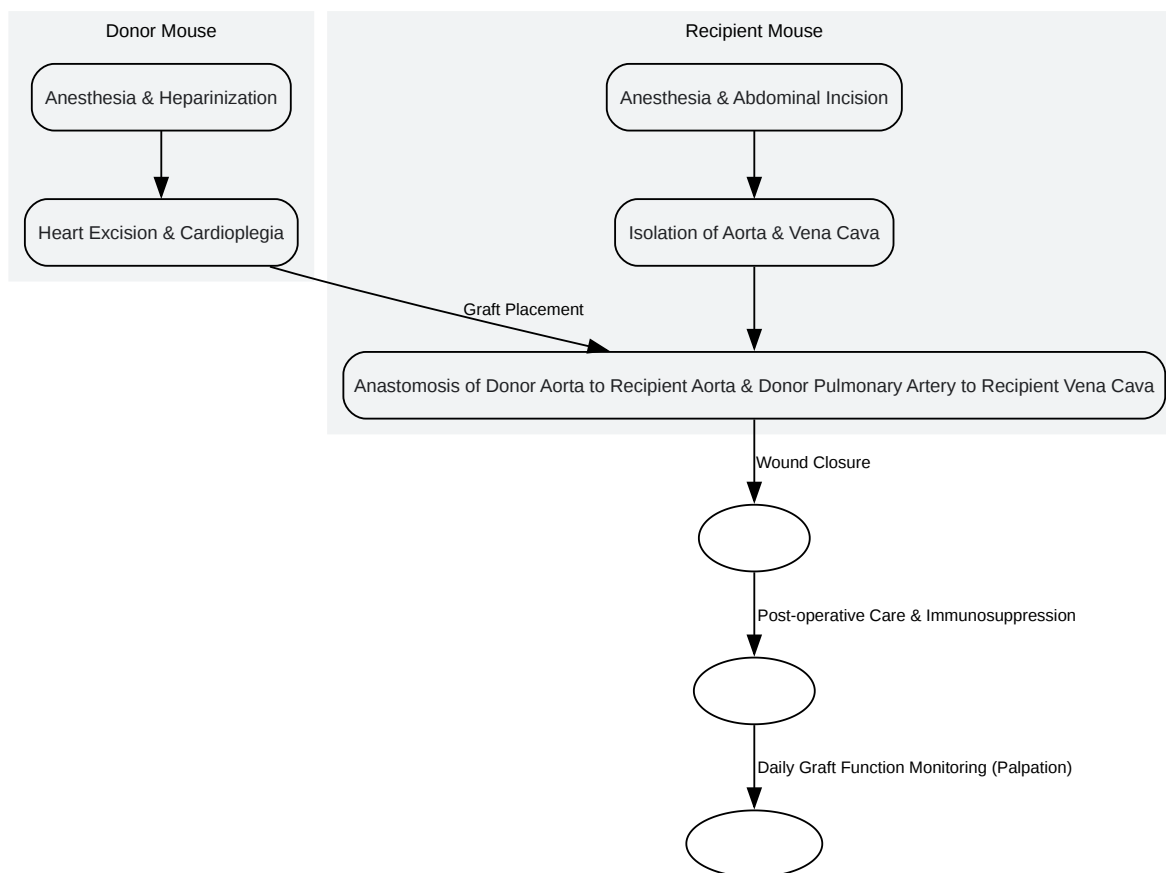 Donor Mouse
Recipient Mouse
Anesthesia & Heparinization
Anesthesia & Abdominal Incision
Heart Excision & Cardioplegia
Isolation of Aorta & Vena Cava
Graft Placement
Anastomosis of Donor Aorta to Recipient Aorta & Donor Pulmonary Artery to Recipient Vena Cava
Wound Closure
Post-operative Care & Immunosuppression
Daily Graft Function Monitoring (Palpation)